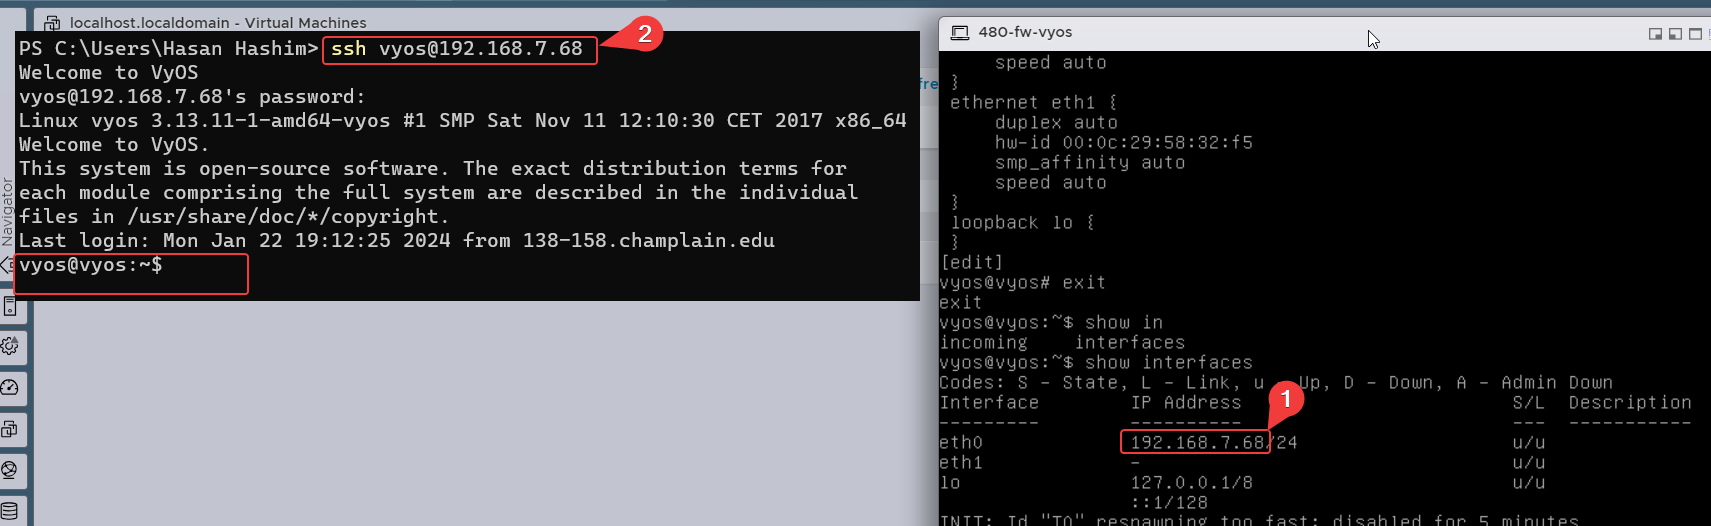 localhost.localdomain - Virtual Machines
PS C:\Users\Hasan Hashim> ssh vyos@192.168.7.68
2
Welcome to VyOS
vyos@192.168.7.68's password:
Linux vyos 3.13.11-1-amd64-vyos #1 SMP Sat Nov 11 12:10:30 CET 2017 x86_64
Welcome to VyOS.
This system is open-source software. The exact distribution terms for
each module comprising the full system are described in the individual
files in /usr/share/doc/*/copyright.
Last login: Mon Jan 22 19:12:25 2024 from 138-158.champlain.edu
vyos@vyos:~$
Navigator
fre
480-fw-vyos
speed auto
}
ethernet eth1 {
duplex auto
hw-id 00:0c:29:58:32:f5
smp_affinity auto
speed auto
}
loopback lo {
}
[edit]
vyos@vyos# exit
exit
vyos@vyos:~$ show in
incoming interfaces
vyos@vyos:~$ show interfaces
Codes: S - State, L - Link, u - Up, D - Down, A - Admin Down
Interface IP Address S/L Description
--------- ---------- --- -----------
1
eth0 192.168.7.68/24 u/u
eth1 - u/u
lo 127.0.0.1/8 u/u
::1/128
INIT: Id "T0" respawning too fast: disabled for 5 minutes